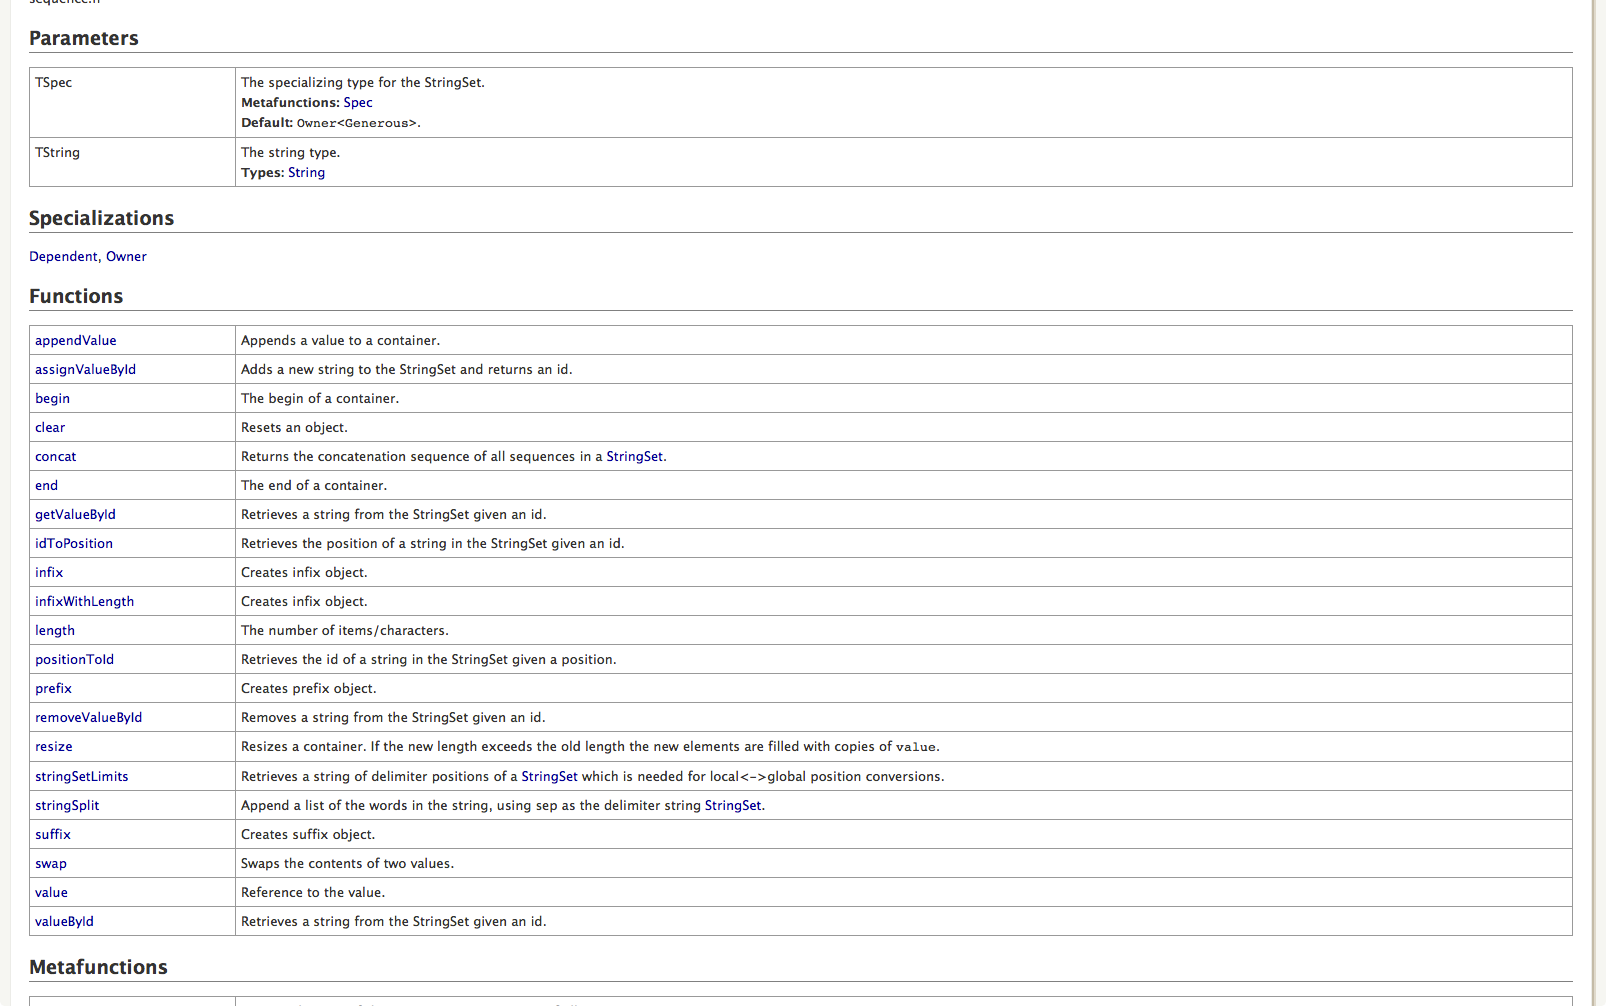 sequence.h
Parameters
TSpec
The specializing type for the StringSet.
Metafunctions: Spec
Default: Owner<Generous>.
TString
The string type.
Types: String
Specializations
Dependent, Owner
Functions
appendValue Appends a value to a container.
assignValueById Adds a new string to the StringSet and returns an id.
begin The begin of a container.
clear Resets an object.
concat Returns the concatenation sequence of all sequences in a StringSet.
end The end of a container.
getValueById Retrieves a string from the StringSet given an id.
idToPosition Retrieves the position of a string in the StringSet given an id.
infix Creates infix object.
infixWithLength Creates infix object.
length The number of items/characters.
positionToId Retrieves the id of a string in the StringSet given a position.
prefix Creates prefix object.
removeValueById Removes a string from the StringSet given an id.
resize Resizes a container. If the new length exceeds the old length the new elements are filled with copies of value.
stringSetLimits Retrieves a string of delimiter positions of a StringSet which is needed for local<->global position conversions.
stringSplit Append a list of the words in the string, using sep as the delimiter string StringSet.
suffix Creates suffix object.
swap Swaps the contents of two values.
value Reference to the value.
valueById Retrieves a string from the StringSet given an id.
Metafunctions